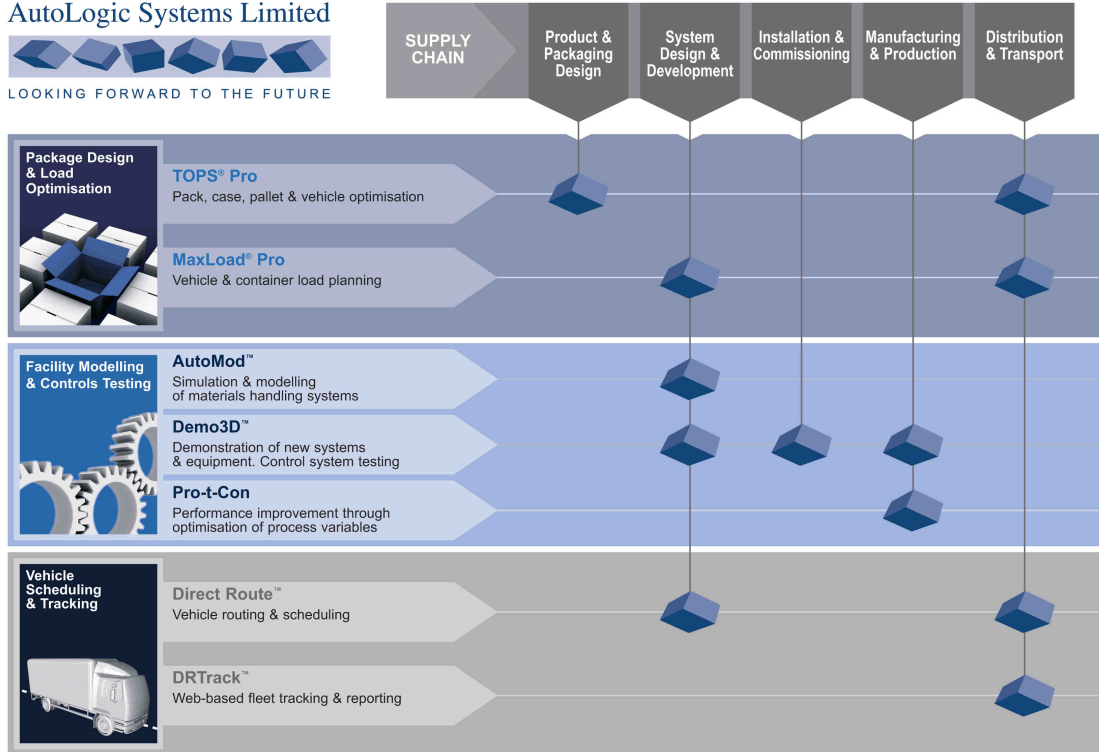 AutoLogic Systems Limited
LOOKING FORWARD TO THE FUTURE
SUPPLY
CHAIN
Product &
Packaging
Design
System
Design &
Development
Installation &
Commissioning
Manufacturing
& Production
Distribution
& Transport
Package Design
& Load
Optimisation
TOPS® Pro
Pack, case, pallet & vehicle optimisation
MaxLoad® Pro
Vehicle & container load planning
Facility Modelling
& Controls Testing
AutoMod™
Simulation & modelling
of materials handling systems
Demo3D™
Demonstration of new systems
& equipment. Control system testing
Pro-t-Con
Performance improvement through
optimisation of process variables
Vehicle
Scheduling
& Tracking
Direct Route™
Vehicle routing & scheduling
DRTrack™
Web-based fleet tracking & reporting